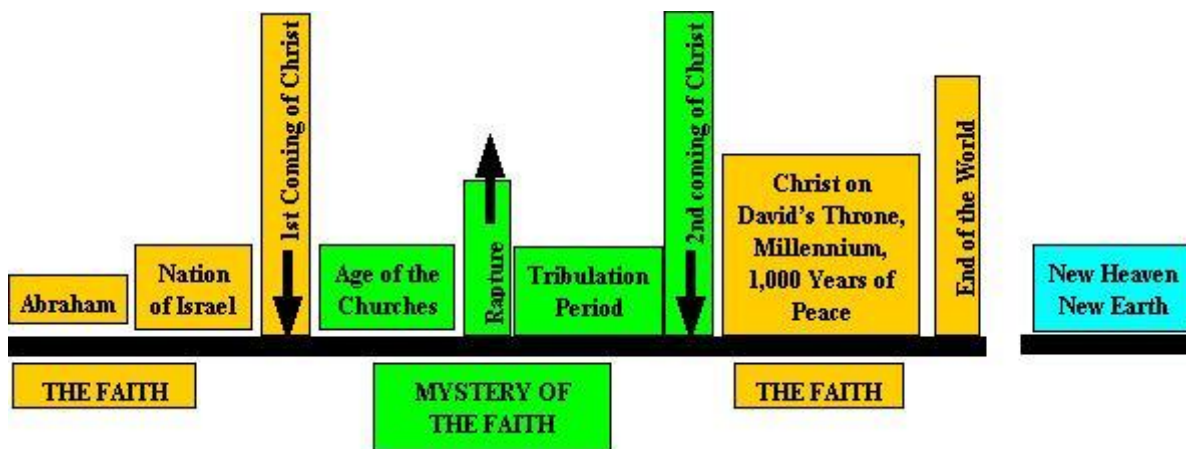 Abraham
Nation
of Israel
1st Coming of Christ
Age of the
Churches
Rapture
Tribulation
Period
2nd coming of Christ
Christ on
David's Throne,
Millennium,
1,000 Years of
Peace
End of the World
New Heaven
New Earth
THE FAITH
MYSTERY OF
THE FAITH
THE FAITH